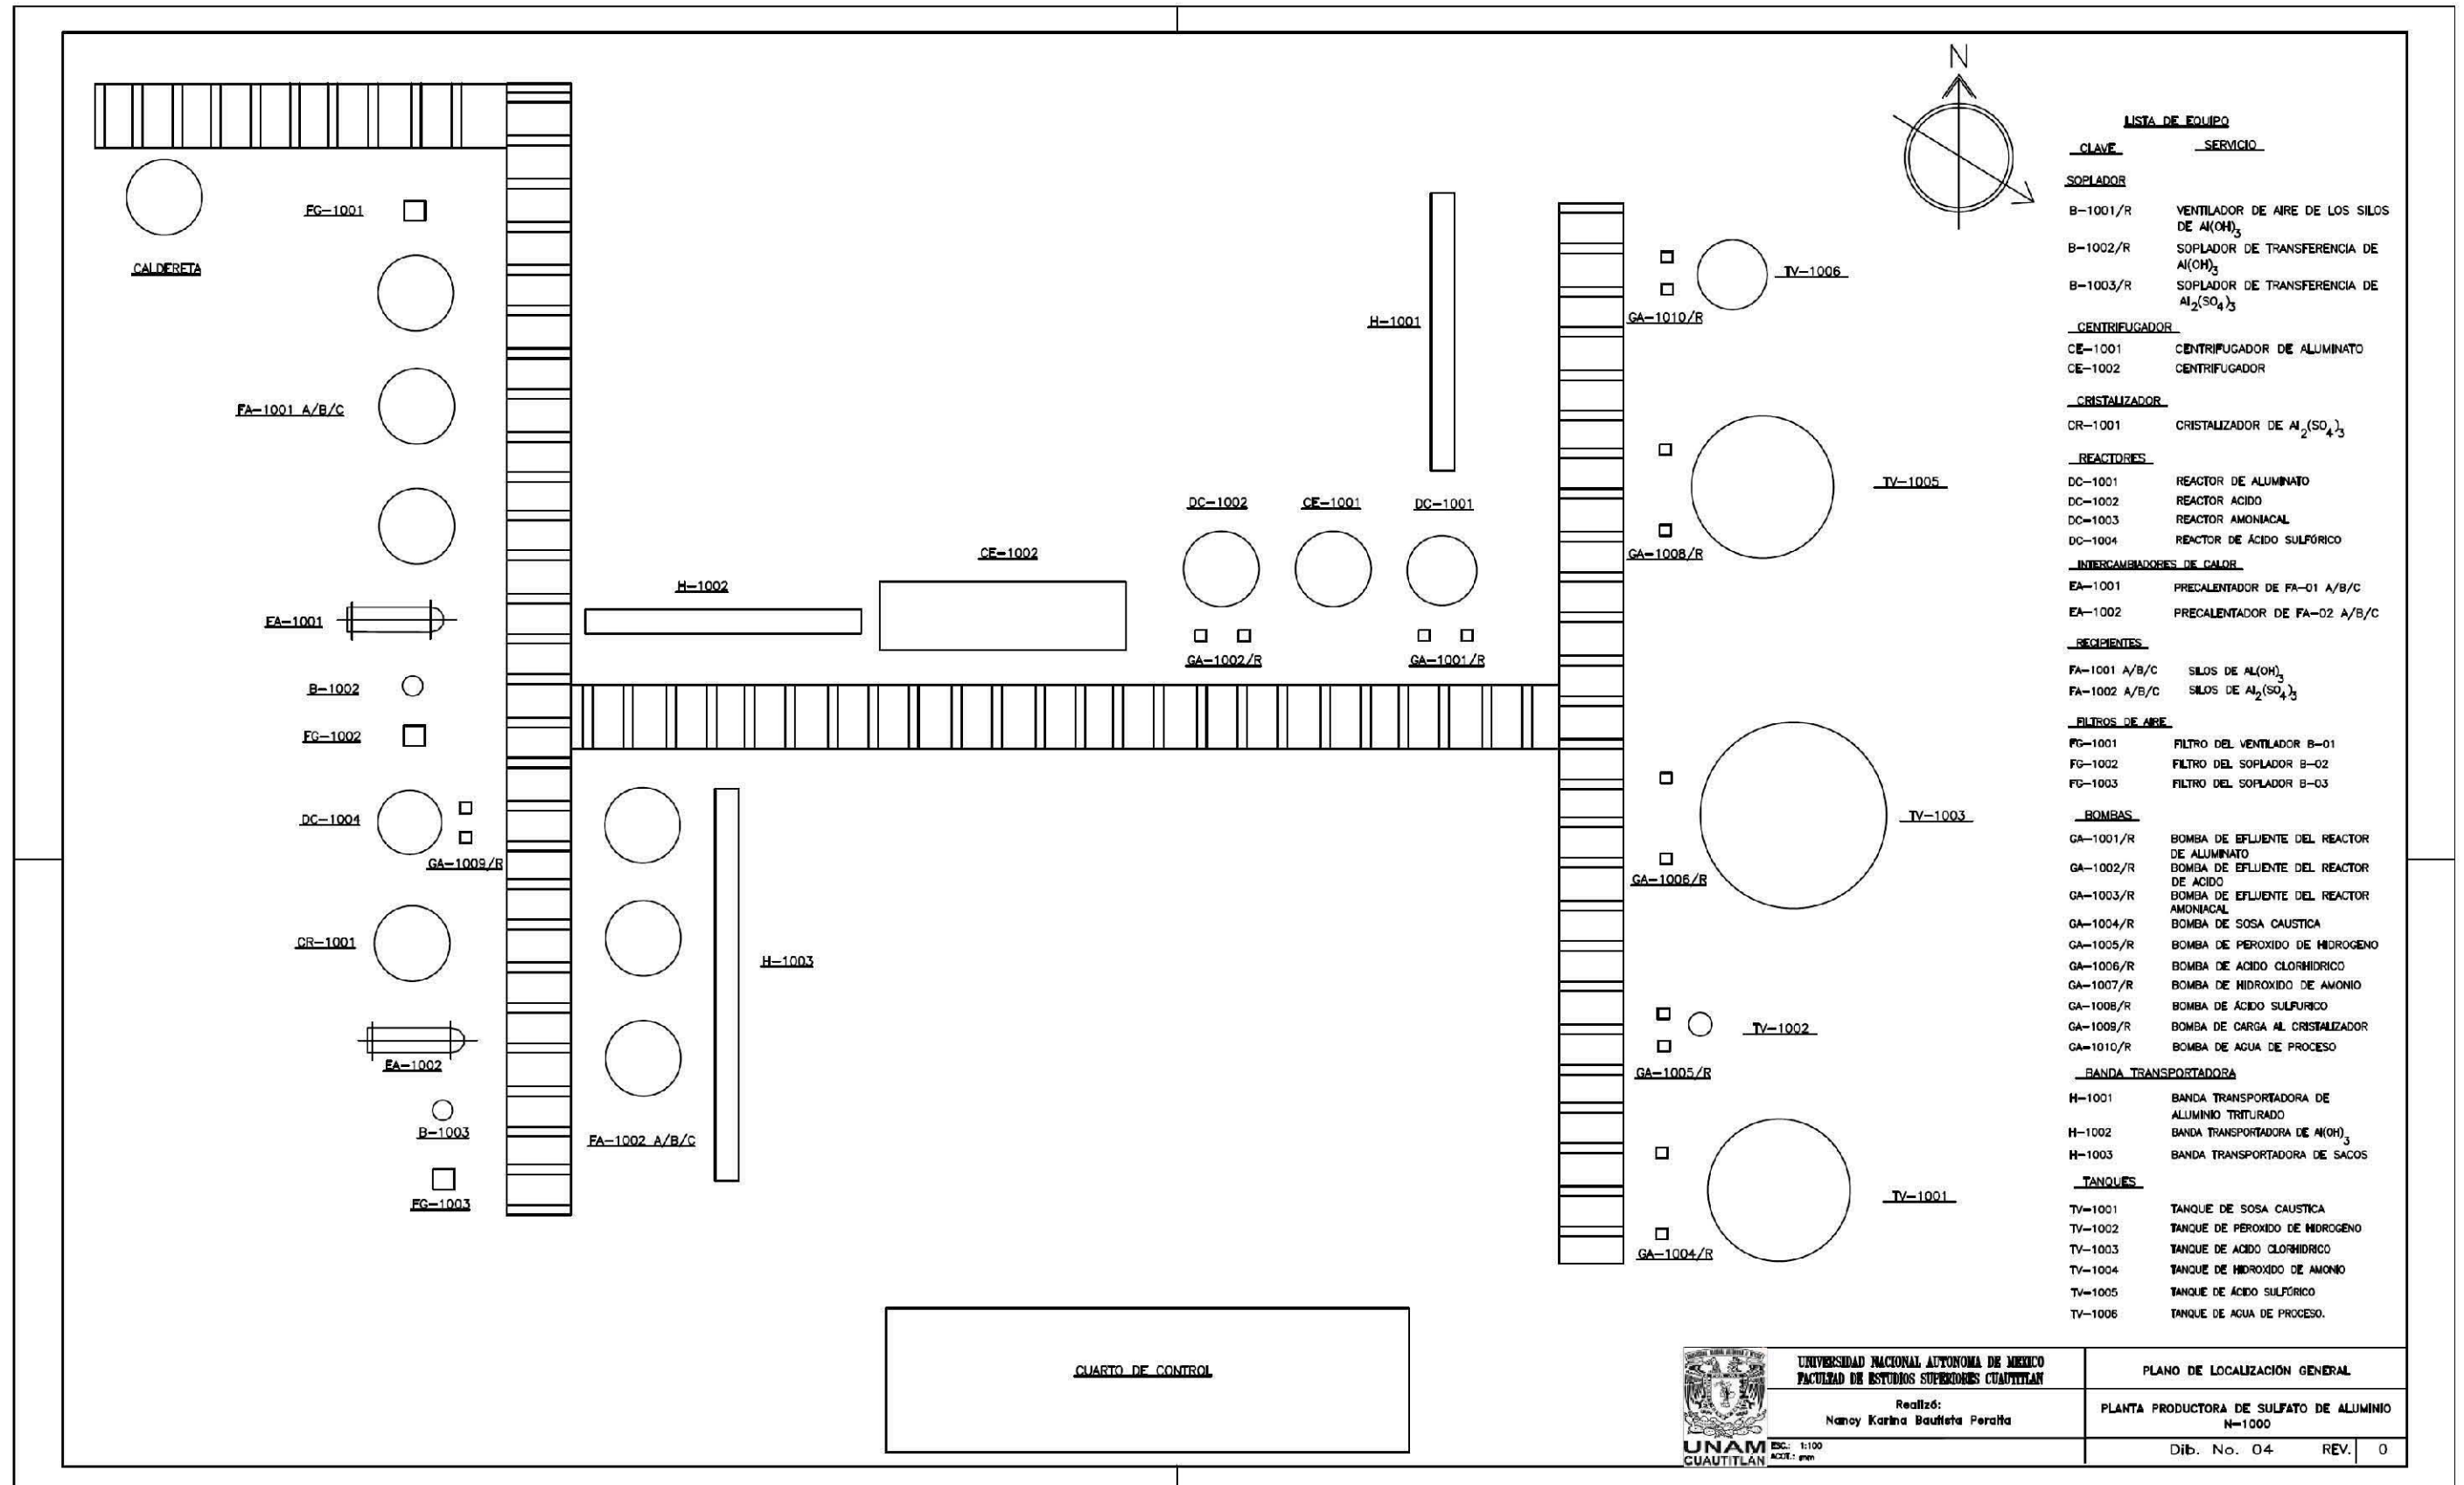 N
CALDERETA
FG-1001
FA-1001 A/B/C
EA-1001
B-1002
FG-1002
DC-1004
GA-1009/R
CR-1001
EA-1002
B-1003
FG-1003
H-1002
CE-1002
FA-1002 A/B/C
H-1003
H-1001
DC-1002
CE-1001
DC-1001
GA-1002/R
GA-1001/R
GA-1010/R
TV-1006
TV-1005
GA-1008/R
TV-1003
GA-1006/R
TV-1002
GA-1005/R
TV-1001
GA-1004/R
CUARTO DE CONTROL
LISTA DE EQUIPO
CLAVE SERVICIO
SOPLADOR
B-1001/R VENTILADOR DE AIRE DE LOS SILOS
DE Al(OH)3
B-1002/R SOPLADOR DE TRANSFERENCIA DE
Al(OH)3
B-1003/R SOPLADOR DE TRANSFERENCIA DE
Al2(SO4)3
CENTRIFUGADOR
CE-1001 CENTRIFUGADOR DE ALUMINATO
CE-1002 CENTRIFUGADOR
CRISTALIZADOR
CR-1001 CRISTALIZADOR DE Al2(SO4)3
REACTORES
DC-1001 REACTOR DE ALUMINATO
DC-1002 REACTOR ACIDO
DC-1003 REACTOR AMONIACAL
DC-1004 REACTOR DE ÁCIDO SULFÚRICO
INTERCAMBIADORES DE CALOR
EA-1001 PRECALENTADOR DE FA-01 A/B/C
EA-1002 PRECALENTADOR DE FA-02 A/B/C
RECIPIENTES
FA-1001 A/B/C SILOS DE AL(OH)3
FA-1002 A/B/C SILOS DE Al2(SO4)3
FILTROS DE AIRE
FG-1001 FILTRO DEL VENTILADOR B-01
FG-1002 FILTRO DEL SOPLADOR B-02
FG-1003 FILTRO DEL SOPLADOR B-03
BOMBAS
GA-1001/R BOMBA DE EFLUENTE DEL REACTOR
DE ALUMINATO
GA-1002/R BOMBA DE EFLUENTE DEL REACTOR
DE ACIDO
GA-1003/R BOMBA DE EFLUENTE DEL REACTOR
AMONIACAL
GA-1004/R BOMBA DE SOSA CAUSTICA
GA-1005/R BOMBA DE PEROXIDO DE HIDROGENO
GA-1006/R BOMBA DE ACIDO CLORHIDRICO
GA-1007/R BOMBA DE HIDROXIDO DE AMONIO
GA-1008/R BOMBA DE ÁCIDO SULFURICO
GA-1009/R BOMBA DE CARGA AL CRISTALIZADOR
GA-1010/R BOMBA DE AGUA DE PROCESO
BANDA TRANSPORTADORA
H-1001 BANDA TRANSPORTADORA DE
ALUMINIO TRITURADO
H-1002 BANDA TRANSPORTADORA DE Al(OH)3
H-1003 BANDA TRANSPORTADORA DE SACOS
TANQUES
TV-1001 TANQUE DE SOSA CAUSTICA
TV-1002 TANQUE DE PEROXIDO DE HIDROGENO
TV-1003 TANQUE DE ACIDO CLORHIDRICO
TV-1004 TANQUE DE HIDROXIDO DE AMONIO
TV-1005 TANQUE DE ÁCIDO SULFÚRICO
TV-1006 TANQUE DE AGUA DE PROCESO.
UNAM
CUAUTITLAN
UNIVERSIDAD NACIONAL AUTONOMA DE MEXICO
FACULTAD DE ESTUDIOS SUPERIORES CUAUTITLAN
Realizó:
Nancy Karina Bautista Peralta
ESC.: 1:100
ACOT.: mm
PLANO DE LOCALIZACIÓN GENERAL
PLANTA PRODUCTORA DE SULFATO DE ALUMINIO
N-1000
Dib. No. 04 REV. 0